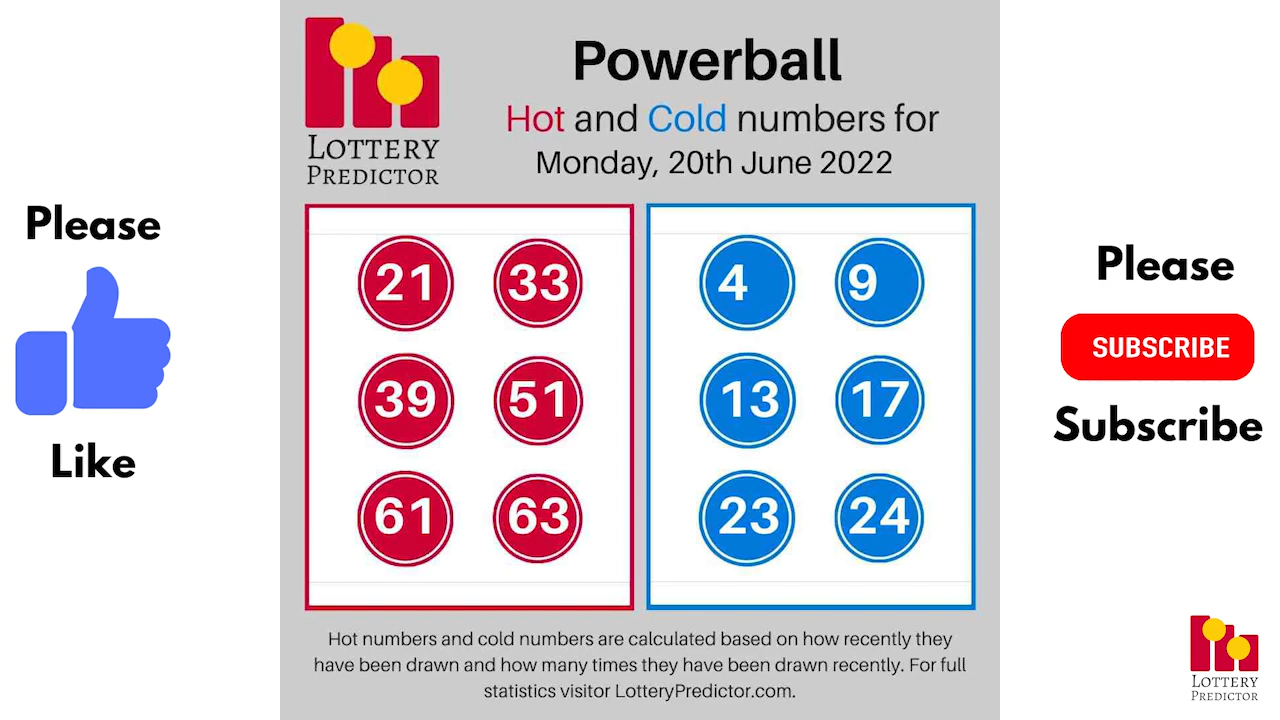 LOTTERY
PREDICTOR
Powerball
Hot and Cold numbers for
Monday, 20th June 2022
Please
Like
21 33
39 51
61 63
4 9
13 17
23 24
Please
SUBSCRIBE
Subscribe
Hot numbers and cold numbers are calculated based on how recently they
have been drawn and how many times they have been drawn recently. For full
statistics visitor LotteryPredictor.com.
LOTTERY
PREDICTOR